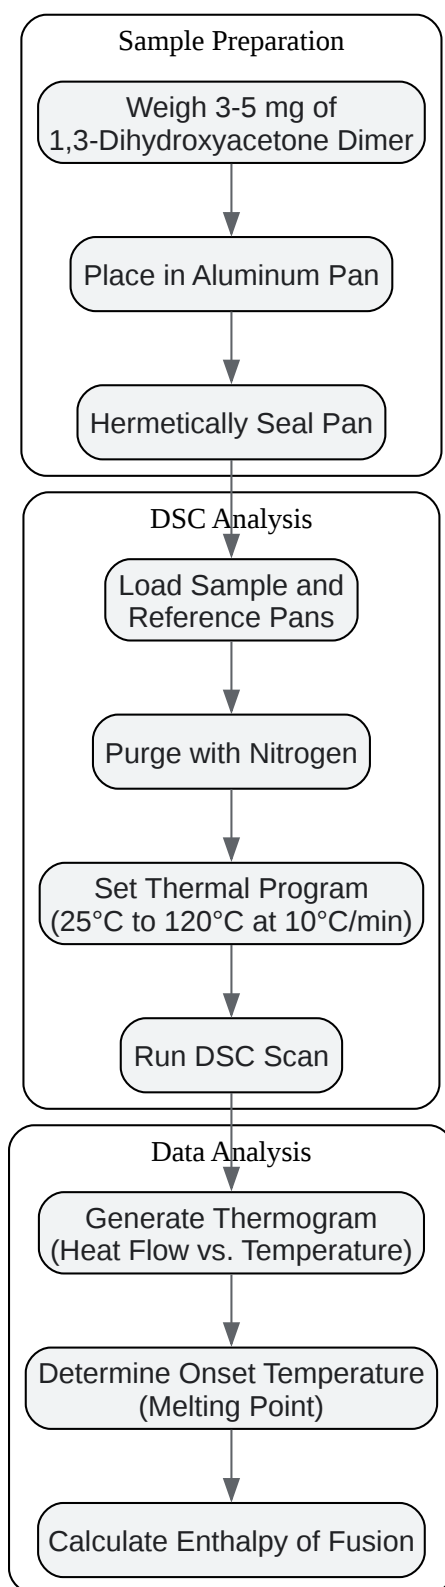 Sample Preparation
Weigh 3-5 mg of
1,3-Dihydroxyacetone Dimer
Place in Aluminum Pan
Hermetically Seal Pan
DSC Analysis
Load Sample and
Reference Pans
Purge with Nitrogen
Set Thermal Program
(25°C to 120°C at 10°C/min)
Run DSC Scan
Data Analysis
Generate Thermogram
(Heat Flow vs. Temperature)
Determine Onset Temperature
(Melting Point)
Calculate Enthalpy of Fusion